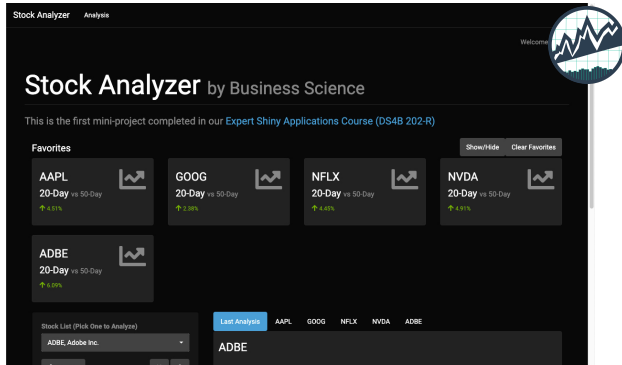 Stock Analyzer Analysis
Welcome
Stock Analyzer by Business Science
This is the first mini-project completed in our Expert Shiny Applications Course (DS4B 202-R)
Favorites Show/Hide Clear Favorites
AAPL
20-Day vs 50-Day
4.51%
GOOG
20-Day vs 50-Day
2.38%
NFLX
20-Day vs 50-Day
4.45%
NVDA
20-Day vs 50-Day
4.91%
ADBE
20-Day vs 50-Day
6.09%
Stock List (Pick One to Analyze)
ADBE, Adobe Inc.
Last Analysis AAPL GOOG NFLX NVDA ADBE
ADBE